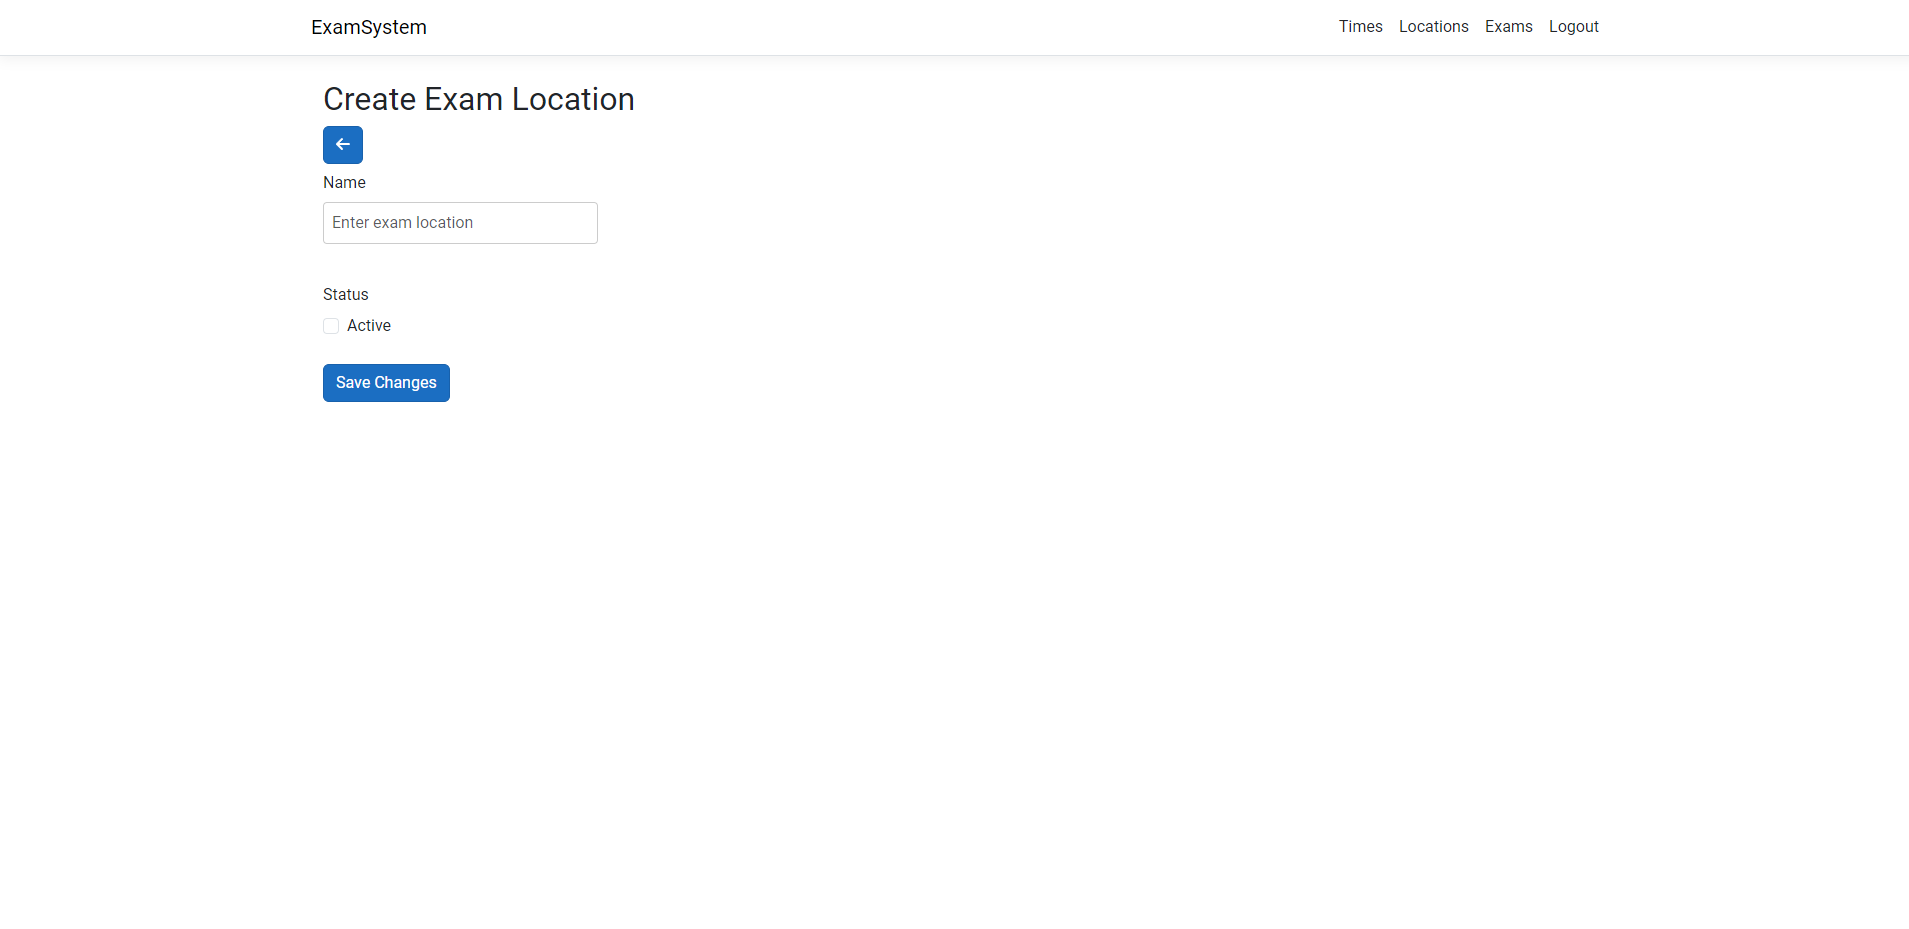 ExamSystem Times Locations Exams Logout
Create Exam Location
Name
Enter exam location
Status
Active
Save Changes